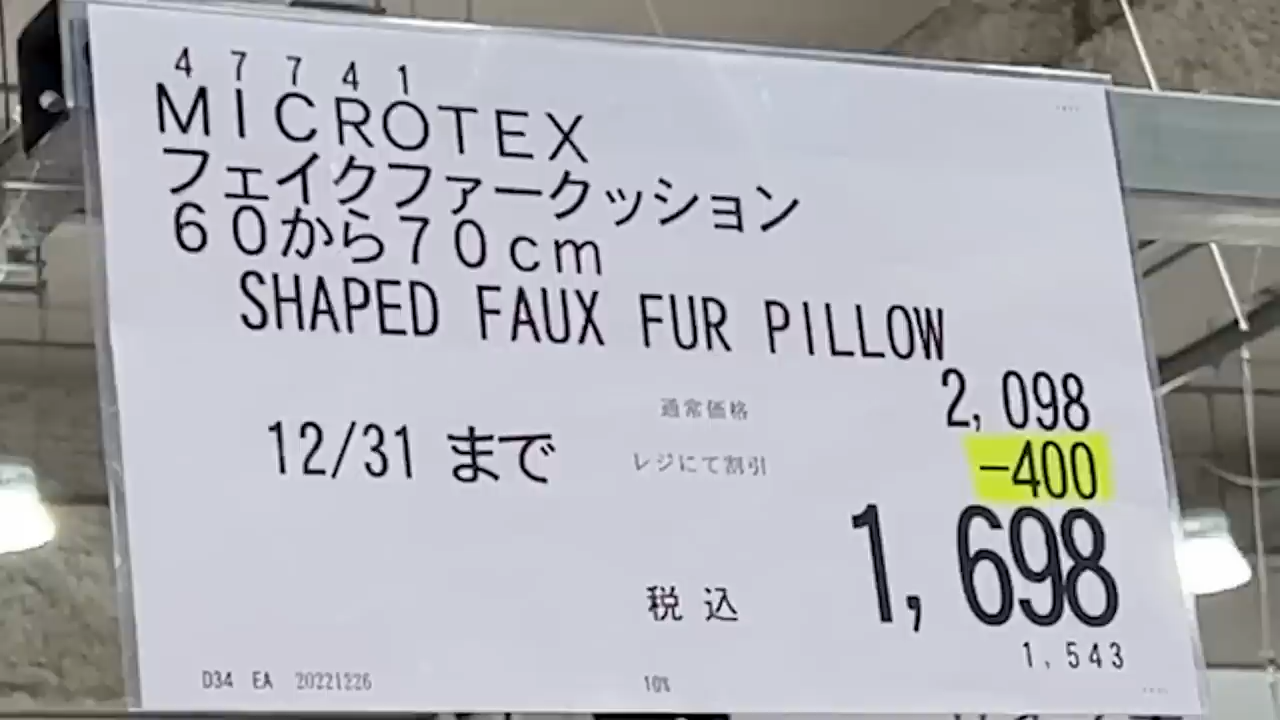 47741
MICROTEX
フェイクファークッション
60から70cm
SHAPED FAUX FUR PILLOW
通常価格 2,098
12/31 まで レジにて割引 -400
税込 1,698
1,543
D34 EA 20221226 10%